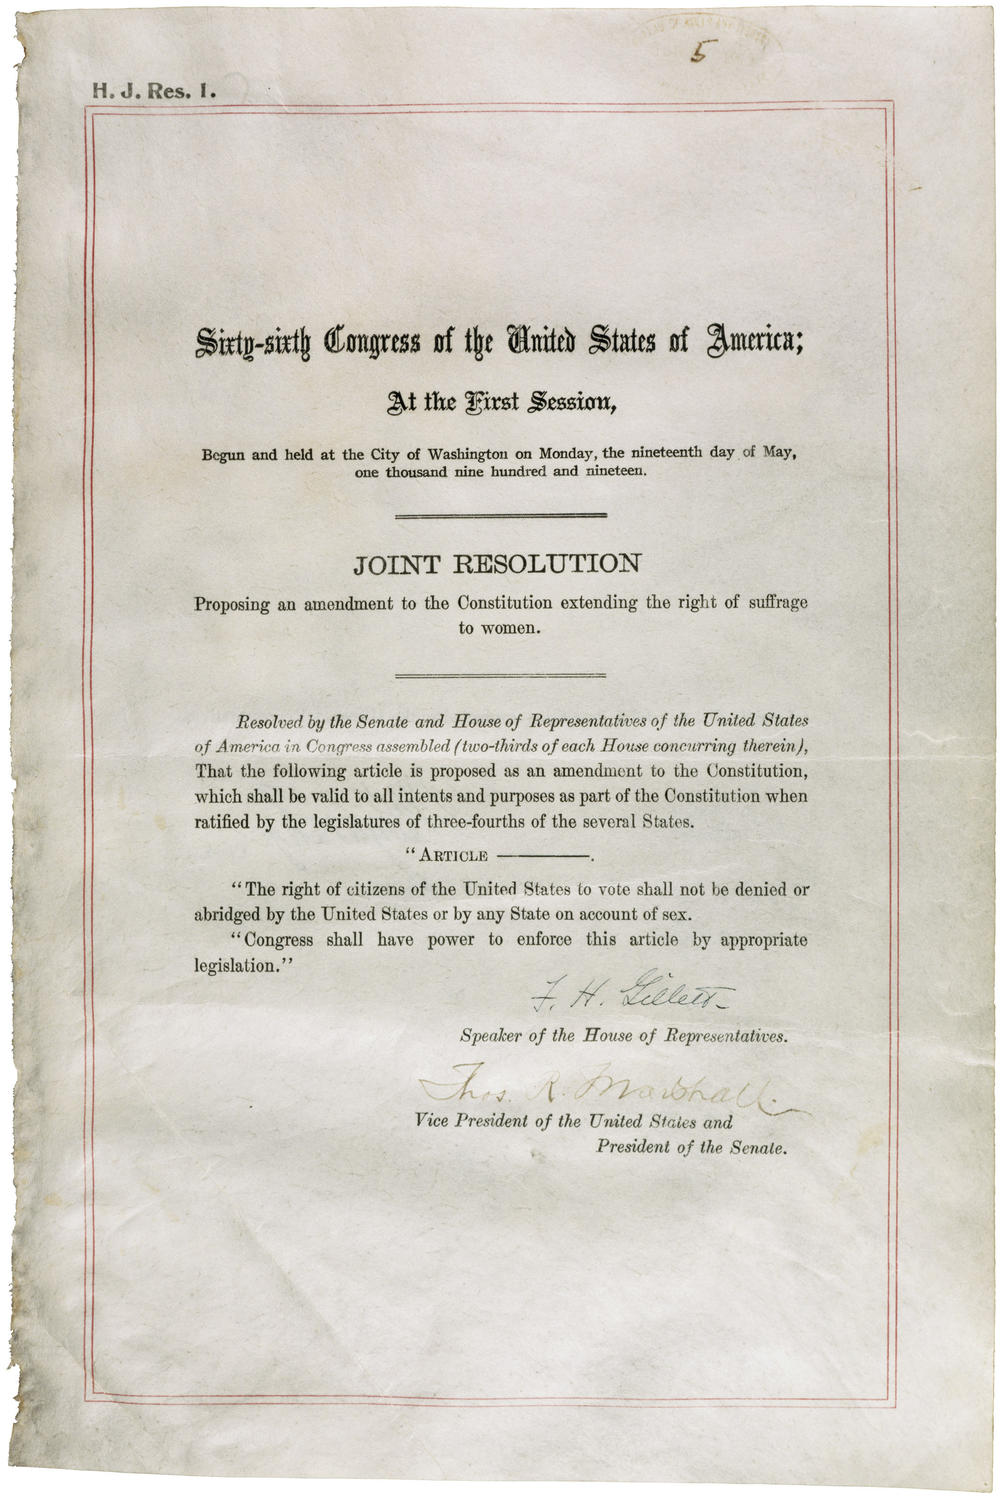 5
H. J. Res. 1.
Sixty-sixth Congress of the United States of America;
At the First Session,
Begun and held at the City of Washington on Monday, the nineteenth day of May,
one thousand nine hundred and nineteen.
JOINT RESOLUTION
Proposing an amendment to the Constitution extending the right of suffrage
to women.
Resolved by the Senate and House of Representatives of the United States
of America in Congress assembled (two-thirds of each House concurring therein),
That the following article is proposed as an amendment to the Constitution,
which shall be valid to all intents and purposes as part of the Constitution when
ratified by the legislatures of three-fourths of the several States.
"ARTICLE ————.
"The right of citizens of the United States to vote shall not be denied or
abridged by the United States or by any State on account of sex.
"Congress shall have power to enforce this article by appropriate
legislation."
F. H. Gillett
Speaker of the House of Representatives.
Thos. R. Marshall.
Vice President of the United States and
President of the Senate.